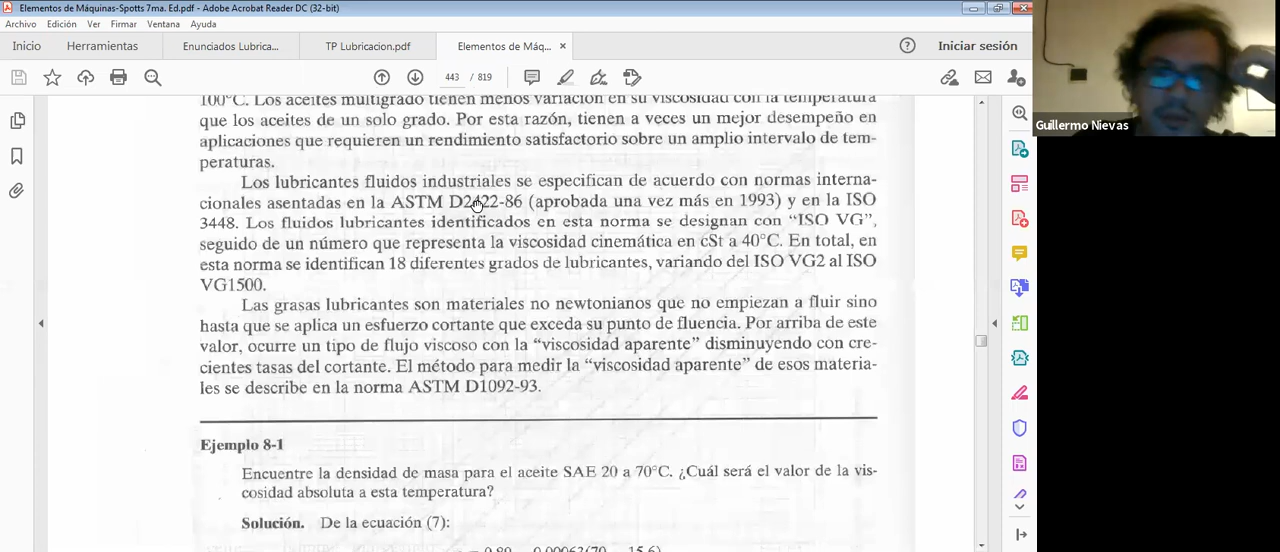 Elementos de Máquinas-Spotts 7ma. Ed.pdf - Adobe Acrobat Reader DC (32-bit)
Archivo Edición Ver Firmar Ventana Ayuda
Inicio Herramientas Enunciados Lubrica... TP Lubricacion.pdf Elementos de Máq... × Iniciar sesión
443 / 819
Guillermo Nievas
100°C. Los aceites multigrado tienen menos variación en su viscosidad con la temperatura
que los aceites de un solo grado. Por esta razón, tienen a veces un mejor desempeño en
aplicaciones que requieren un rendimiento satisfactorio sobre un amplio intervalo de tem-
peraturas.
Los lubricantes fluidos industriales se especifican de acuerdo con normas interna-
cionales asentadas en la ASTM D2422-86 (aprobada una vez más en 1993) y en la ISO
3448. Los fluidos lubricantes identificados en esta norma se designan con “ISO VG”,
seguido de un número que representa la viscosidad cinemática en cSt a 40°C. En total, en
esta norma se identifican 18 diferentes grados de lubricantes, variando del ISO VG2 al ISO
VG1500.
Las grasas lubricantes son materiales no newtonianos que no empiezan a fluir sino
hasta que se aplica un esfuerzo cortante que exceda su punto de fluencia. Por arriba de este
valor, ocurre un tipo de flujo viscoso con la “viscosidad aparente” disminuyendo con cre-
cientes tasas del cortante. El método para medir la “viscosidad aparente” de esos materia-
les se describe en la norma ASTM D1092-93.
Ejemplo 8-1
Encuentre la densidad de masa para el aceite SAE 20 a 70°C. ¿Cuál será el valor de la vis-
cosidad absoluta a esta temperatura?
Solución. De la ecuación (7):
0.89 0.00063(70 15.6)